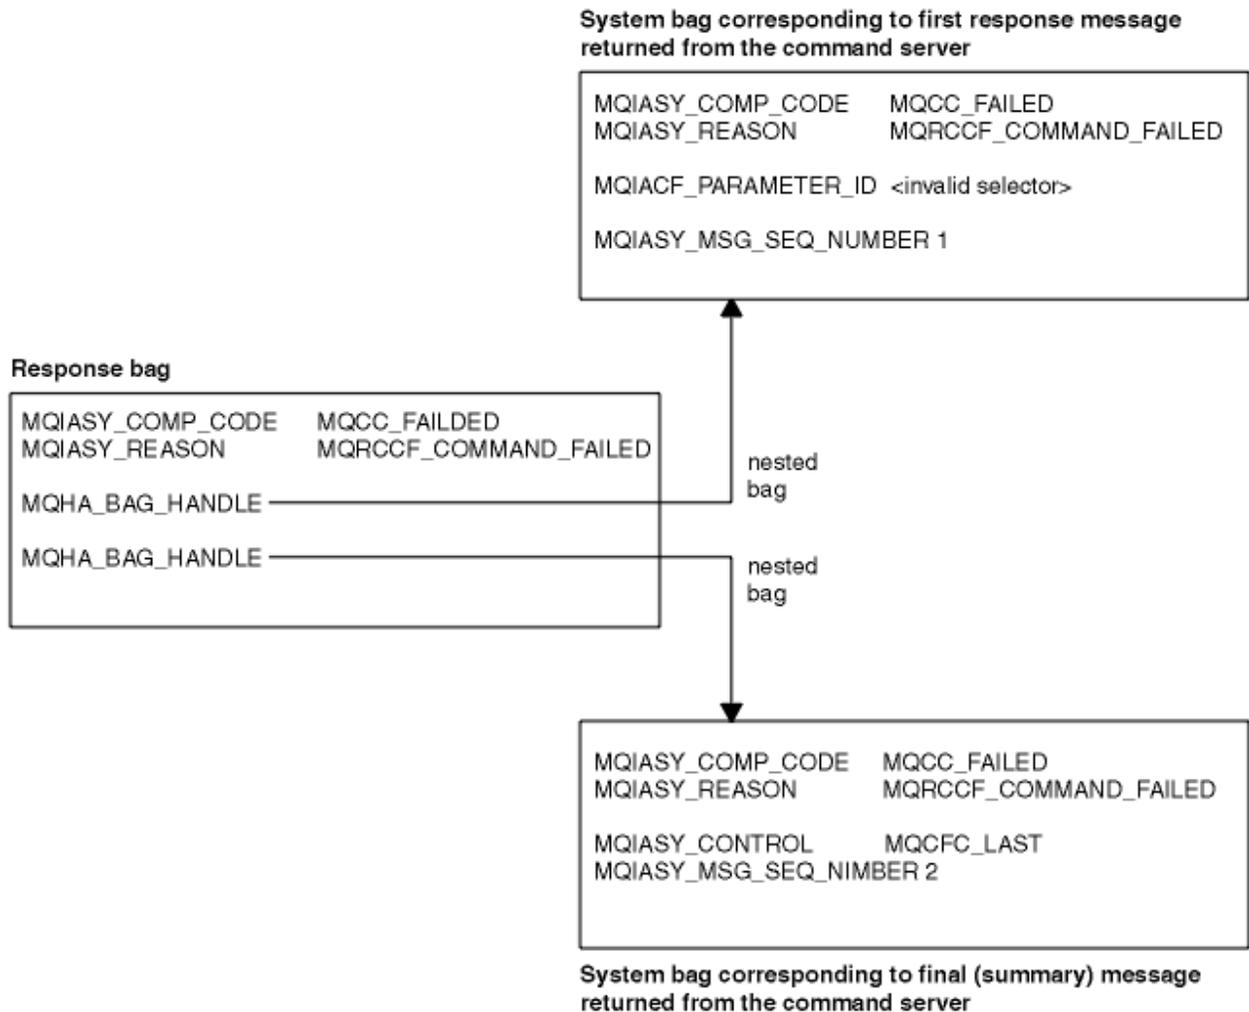 System bag corresponding to first response message
returned from the command server
MQIASY_COMP_CODE MQCC_FAILED
MQIASY_REASON MQRCCF_COMMAND_FAILED
MQIACF_PARAMETER_ID <invalid selector>
MQIASY_MSG_SEQ_NUMBER 1
Response bag
MQIASY_COMP_CODE MQCC_FAILDED
MQIASY_REASON MQRCCF_COMMAND_FAILED
MQHA_BAG_HANDLE
nested
bag
MQHA_BAG_HANDLE
nested
bag
MQIASY_COMP_CODE MQCC_FAILED
MQIASY_REASON MQRCCF_COMMAND_FAILED
MQIASY_CONTROL MQCFC_LAST
MQIASY_MSG_SEQ_NIMBER 2
System bag corresponding to final (summary) message
returned from the command server